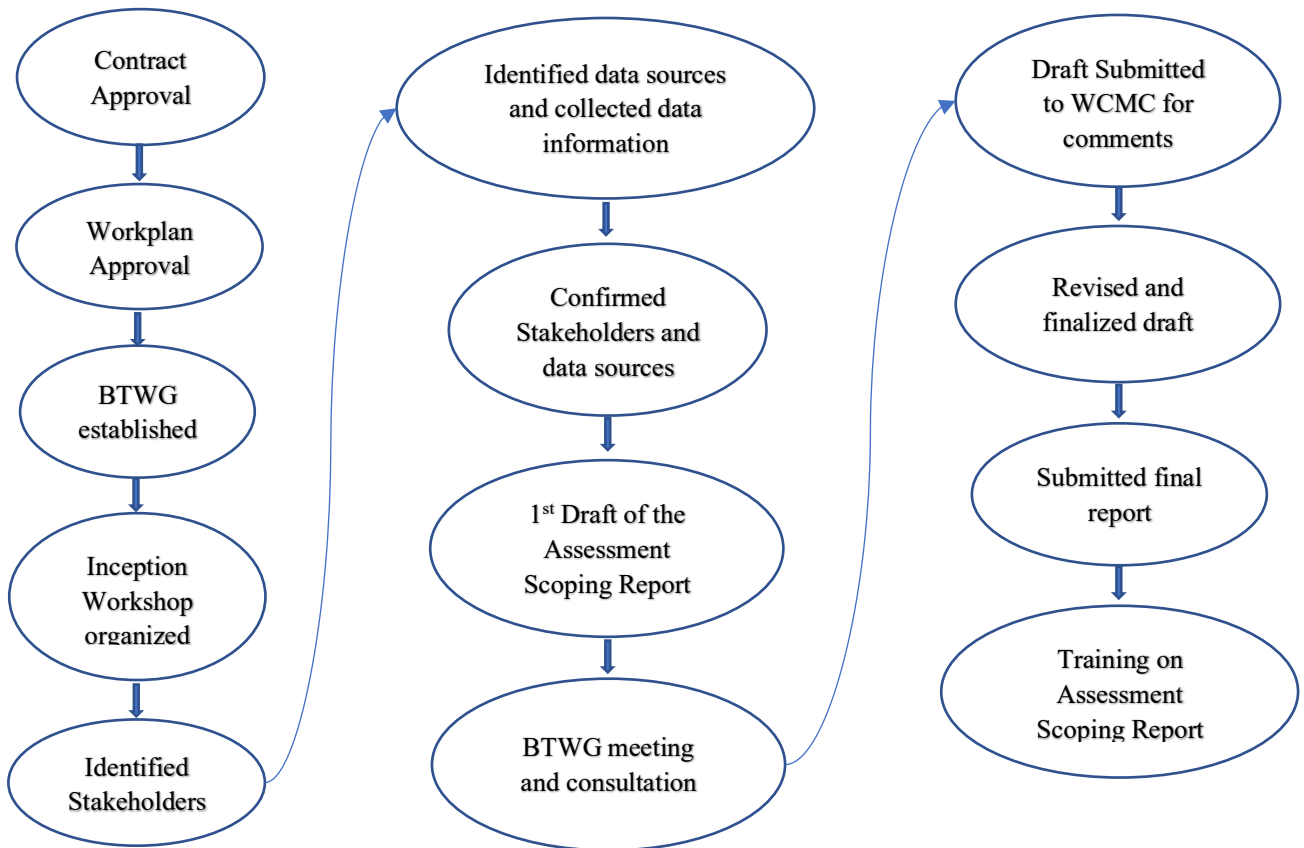 Contract
Approval
Workplan
Approval
BTWG
established
Inception
Workshop
organized
Identified
Stakeholders
Identified data sources
and collected data
information
Confirmed
Stakeholders and
data sources
1st Draft of the
Assessment
Scoping Report
BTWG meeting
and consultation
Draft Submitted
to WCMC for
comments
Revised and
finalized draft
Submitted final
report
Training on
Assessment
Scoping Report